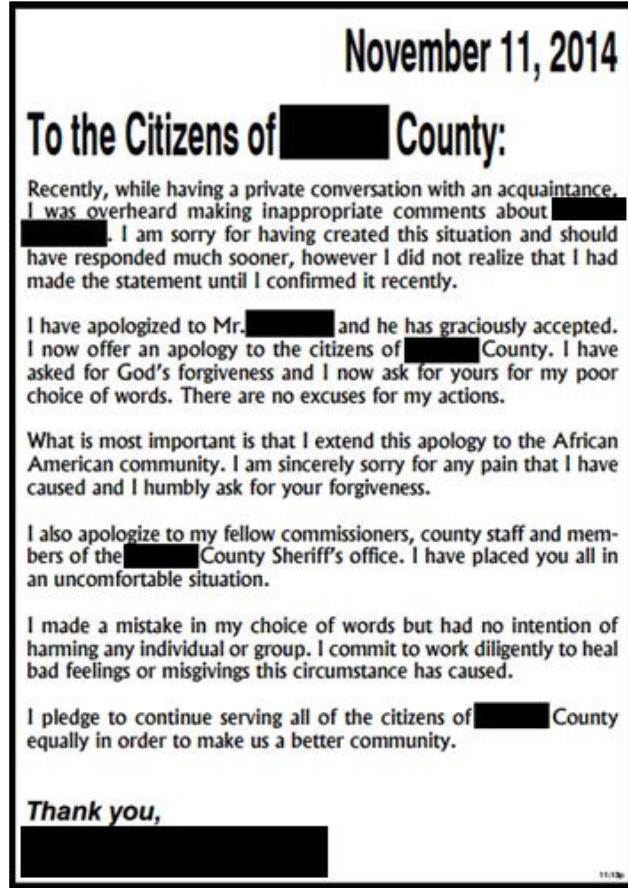 November 11, 2014
To the Citizens of County:
Recently, while having a private conversation with an acquaintance,
I was overheard making inappropriate comments about
. I am sorry for having created this situation and should
have responded much sooner, however I did not realize that I had
made the statement until I confirmed it recently.
I have apologized to Mr. and he has graciously accepted.
I now offer an apology to the citizens of County. I have
asked for God's forgiveness and I now ask for yours for my poor
choice of words. There are no excuses for my actions.
What is most important is that I extend this apology to the African
American community. I am sincerely sorry for any pain that I have
caused and I humbly ask for your forgiveness.
I also apologize to my fellow commissioners, county staff and mem-
bers of the County Sheriff's office. I have placed you all in
an uncomfortable situation.
I made a mistake in my choice of words but had no intention of
harming any individual or group. I commit to work diligently to heal
bad feelings or misgivings this circumstance has caused.
I pledge to continue serving all of the citizens of County
equally in order to make us a better community.
Thank you,